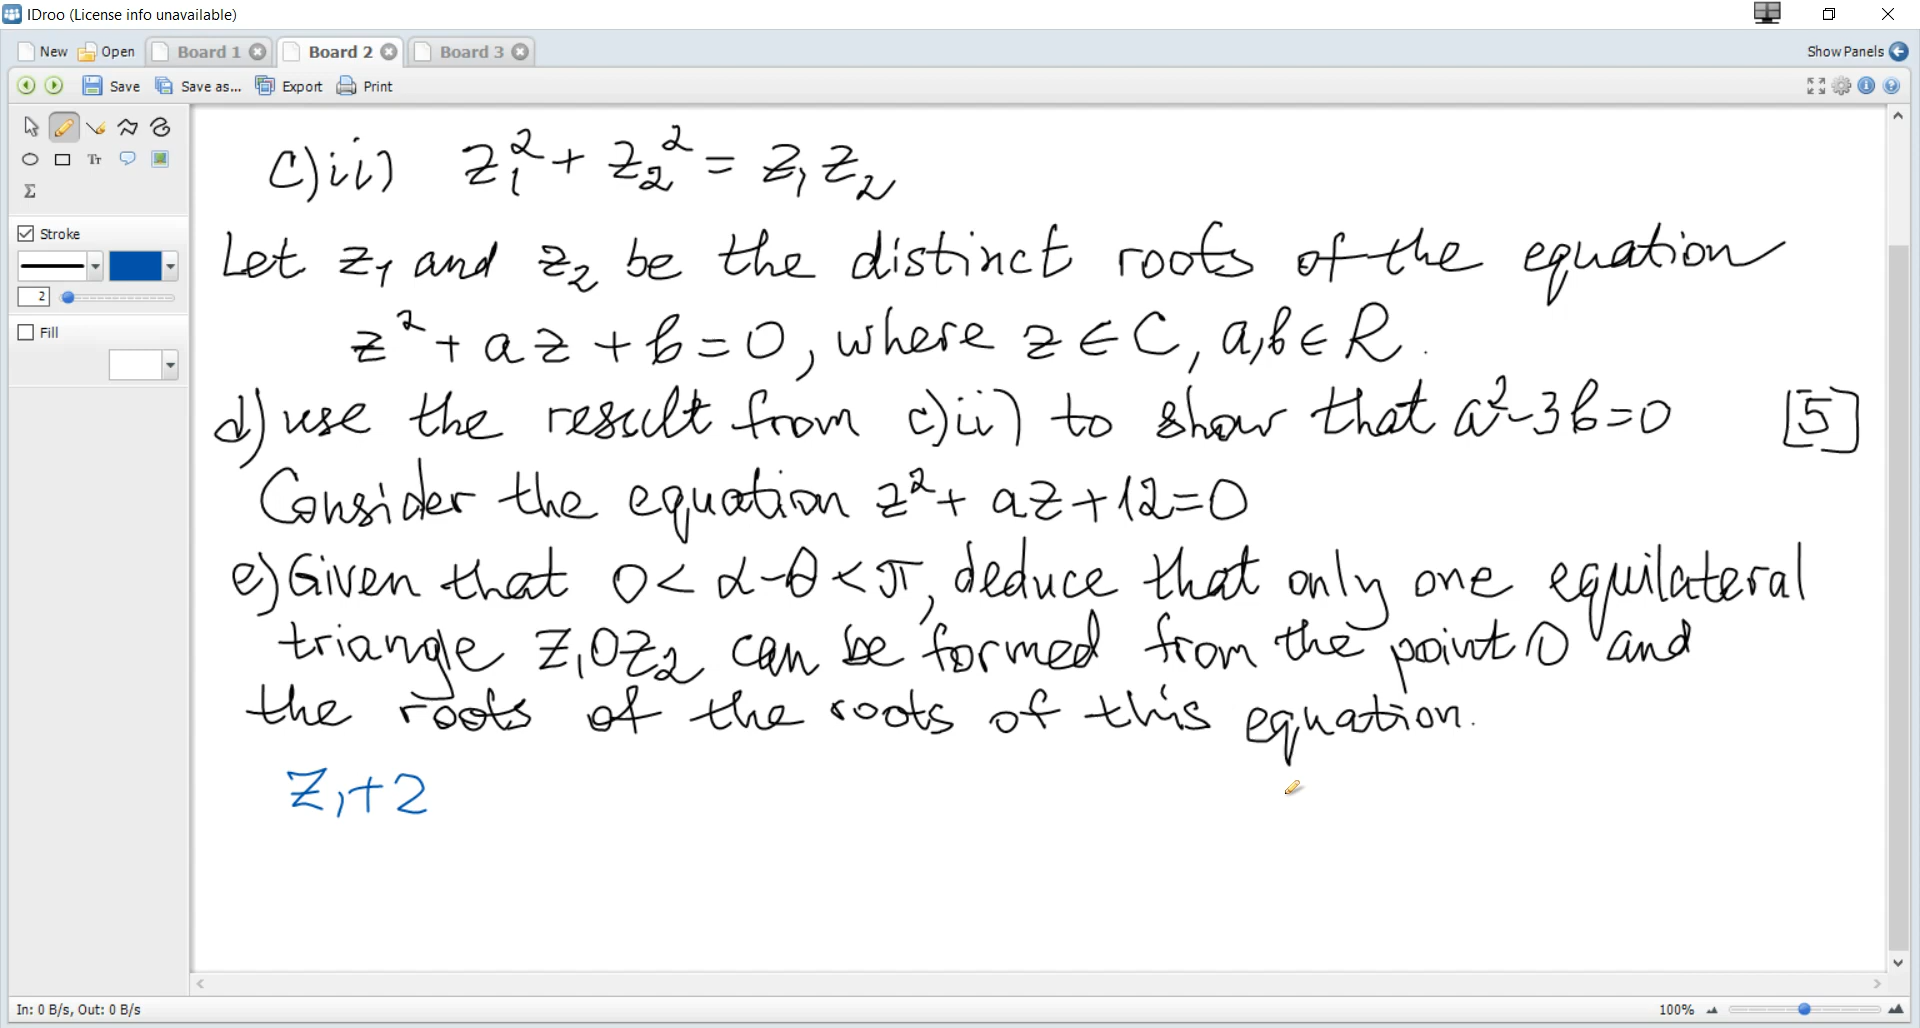 IDroo (License info unavailable)
New Open Board 1 Board 2 Board 3 Show Panels
Save Save as... Export Print
Tт
Σ
Stroke
2
Fill
c)ii) z₁² + z₂² = z₁ z₂
Let z₁ and z₂ be the distinct roots of the equation
z² + az + b = 0, where z ∈ C, a,b ∈ R.
d) use the result from c)ii) to show that a²-3b=0 [5]
Consider the equation z² + az + 12 = 0
e) Given that 0 < α-θ < π, deduce that only one equilateral
triangle z₁Oz₂ can be formed from the point O and
the roots of the roots of this equation.
z₁+2
In: 0 B/s, Out: 0 B/s 100%